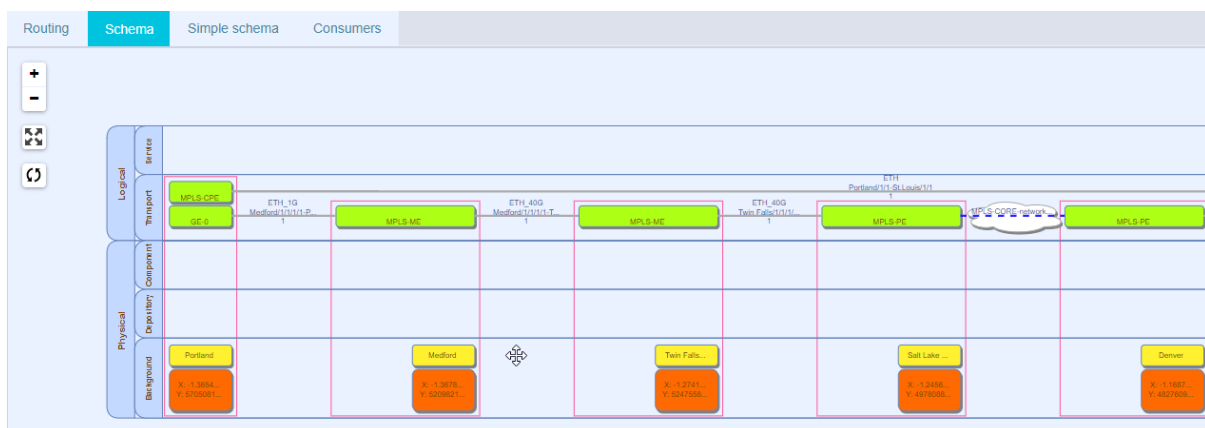 Routing Schema Simple schema Consumers
+
−
Logical
Service
Transport
MPLS-CPE
GE-0
ETH_1G
Medford/1/1/1/1-P...
1
MPLS-ME
ETH_40G
Medford/1/1/1/1-T...
1
MPLS-ME
ETH_40G
Twin Falls/1/1/1/...
1
ETH
Portland/1/1-St.Louis/1/1
1
MPLS-PE
MPLS-CORE-network...
MPLS-PE
Physical
Component
Depository
Background
Portland
X: -1.3654...
Y: 5705081...
Medford
X: -1.3678...
Y: 5209821...
Twin Falls...
X: -1.2741...
Y: 5247558...
Salt Lake ...
X: -1.2456...
Y: 4978088...
Denver
X: -1.1687...
Y: 4827609...